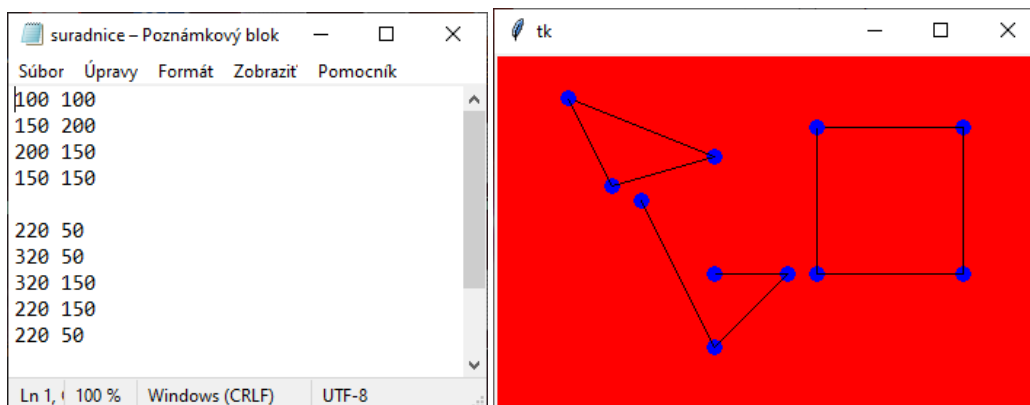 suradnice – Poznámkový blok
Súbor Úpravy Formát Zobraziť Pomocník
100 100
150 200
200 150
150 150

220 50
320 50
320 150
220 150
220 50
Ln 1, 100 % Windows (CRLF) UTF-8
tk